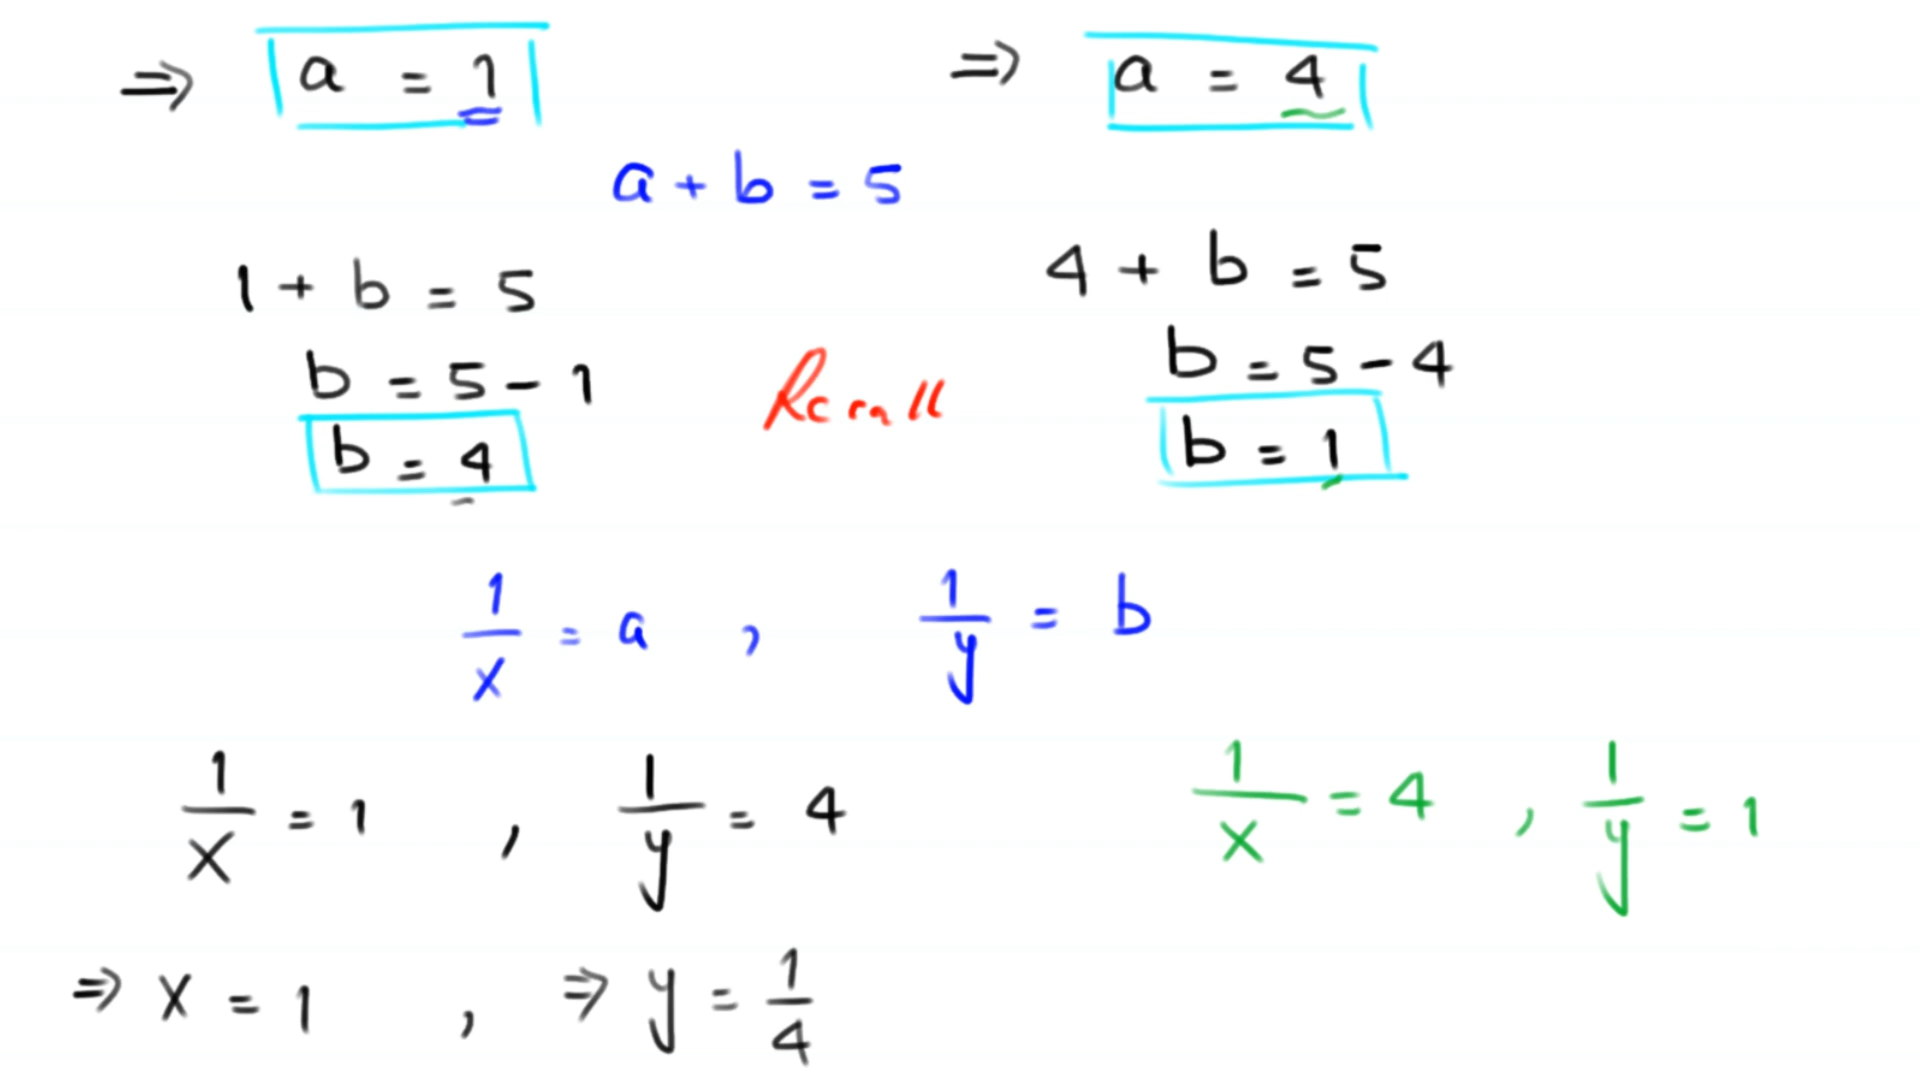 ⇒ a = 1
⇒ a = 4
a + b = 5
1 + b = 5
4 + b = 5
b = 5 - 1
b = 5 - 4
Recall
b = 4
b = 1
1/x = a , 1/y = b
1/x = 1 , 1/y = 4
1/x = 4 , 1/y = 1
⇒ x = 1 , ⇒ y = 1/4